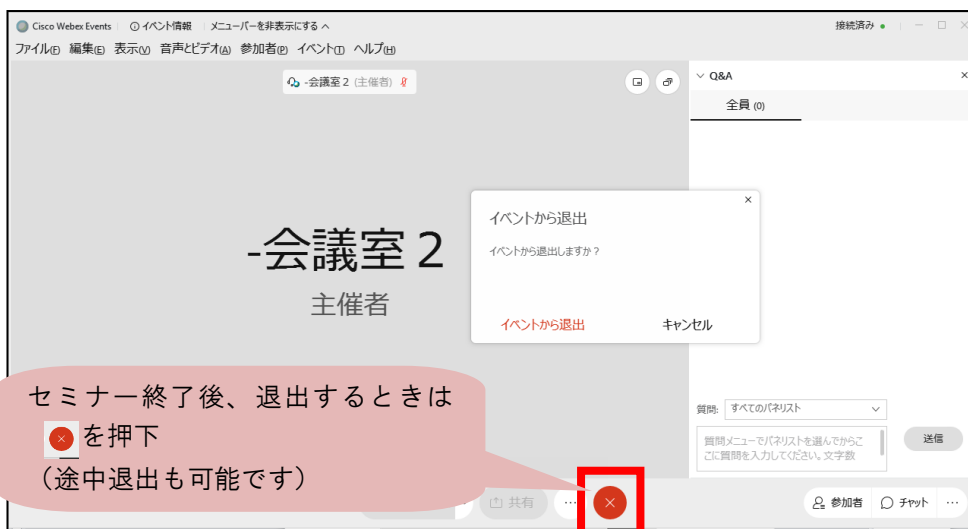 Cisco Webex Events ⓘ イベント情報 メニューバーを非表示にする ヘ 接続済み
ファイル(F) 編集(E) 表示(V) 音声とビデオ(A) 参加者(P) イベント(T) ヘルプ(H)
-会議室２ (主催者)
Q&A
全員 (0)
-会議室２
主催者
イベントから退出
イベントから退出しますか？
イベントから退出 キャンセル
セミナー終了後、退出するときは
を押下
（途中退出も可能です）
質問: すべてのパネリスト
質問メニューでパネリストを選んでからこ
こに質問を入力してください。文字数
送信
共有 …
参加者 チャット …